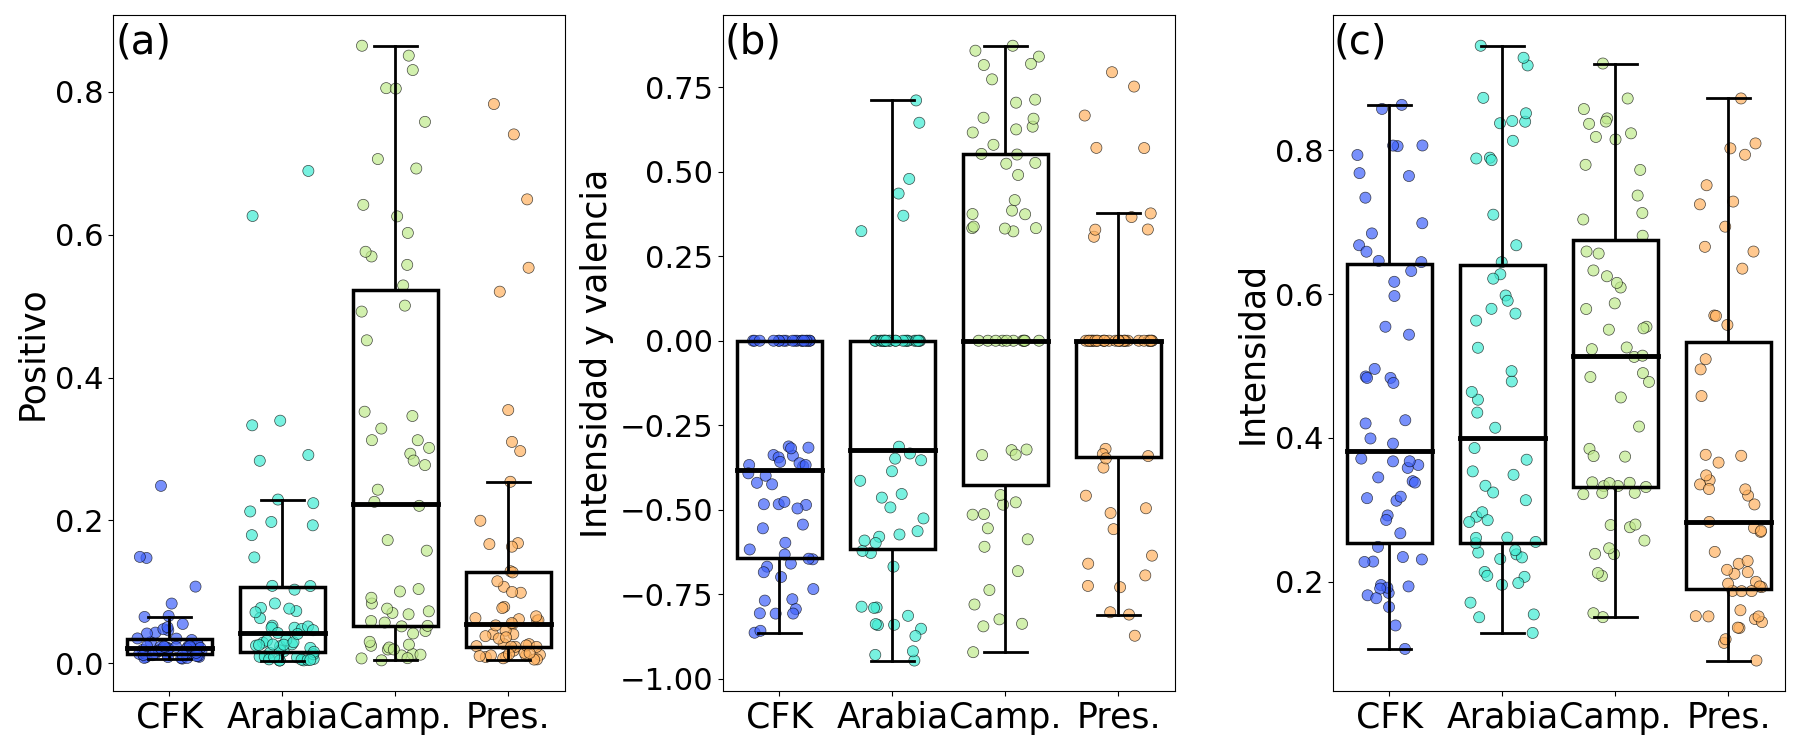 (a)
Positivo
0.8
0.6
0.4
0.2
0.0
CFK Arabia Camp. Pres.
(b)
Intensidad y valencia
0.75
0.50
0.25
0.00
−0.25
−0.50
−0.75
−1.00
CFK Arabia Camp. Pres.
(c)
Intensidad
0.8
0.6
0.4
0.2
CFK Arabia Camp. Pres.